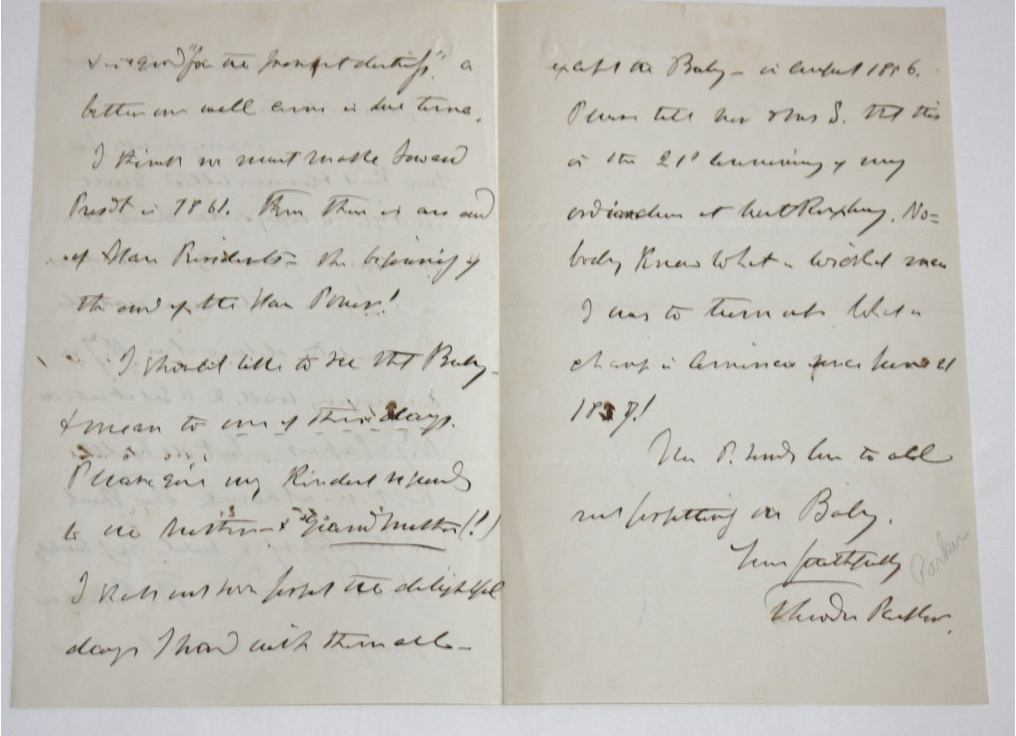 "for the present distress," a
better one will come in due time.
I think we must make Seward
Presdt in 1861. Then there is an end
of Slave Presidents – the beginning of
the end of the Slave Power!
I should like to see that Baby –
& mean to one of these days.
Please give my Kindest regards
to the Mother – & "Grand Mother (!)
I shall not soon forget the delightful
days I had with them all –
except the Baby – in August 1856.
Please tell her & Mrs S. that this
is the 21st of my
ordination at West Roxbury. No=
body knew what a wicked man
I was to turn out. What a
change in America since June 21
1837!
Mrs P. sends love to all
not forgetting the Baby.
Yours faithfully
Theodore Parker.
Parker